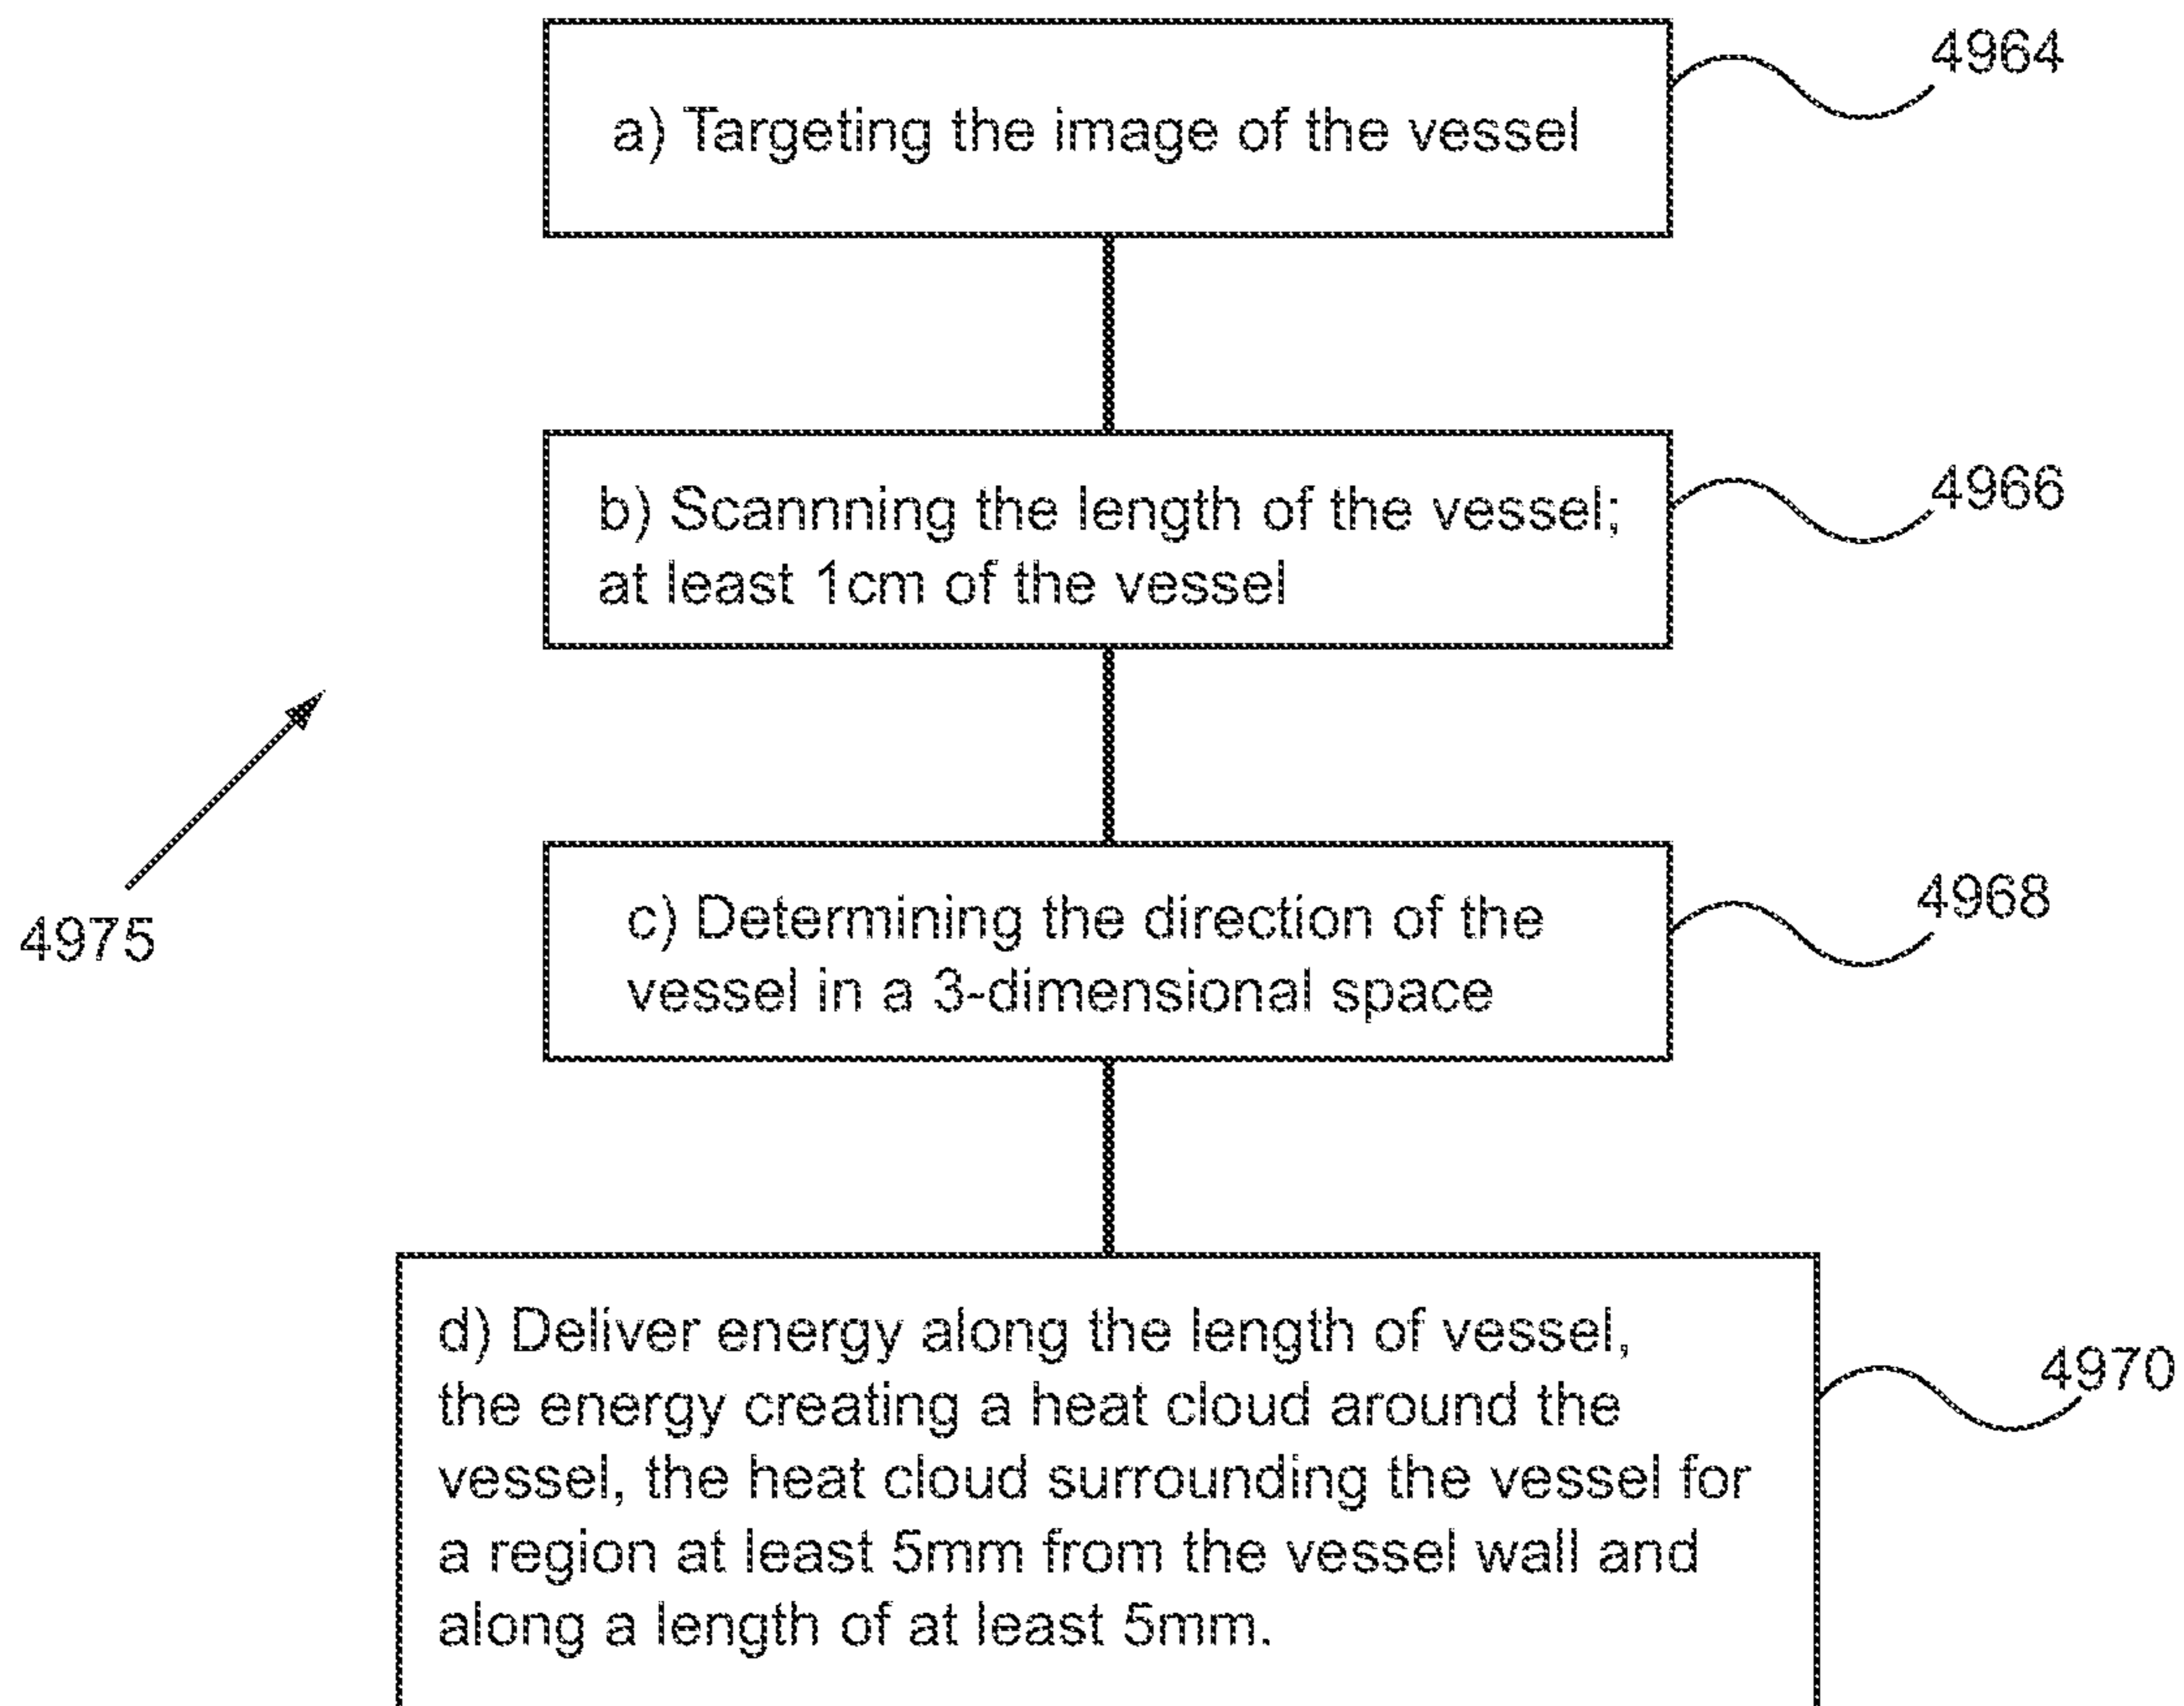 a) Targeting the image of the vessel
4964
b) Scannning the length of the vessel;
at least 1cm of the vessel
4966
c) Determining the direction of the
vessel in a 3-dimensional space
4968
4975
d) Deliver energy along the length of vessel,
the energy creating a heat cloud around the
vessel, the heat cloud surrounding the vessel for
a region at least 5mm from the vessel wall and
along a length of at least 5mm.
4970